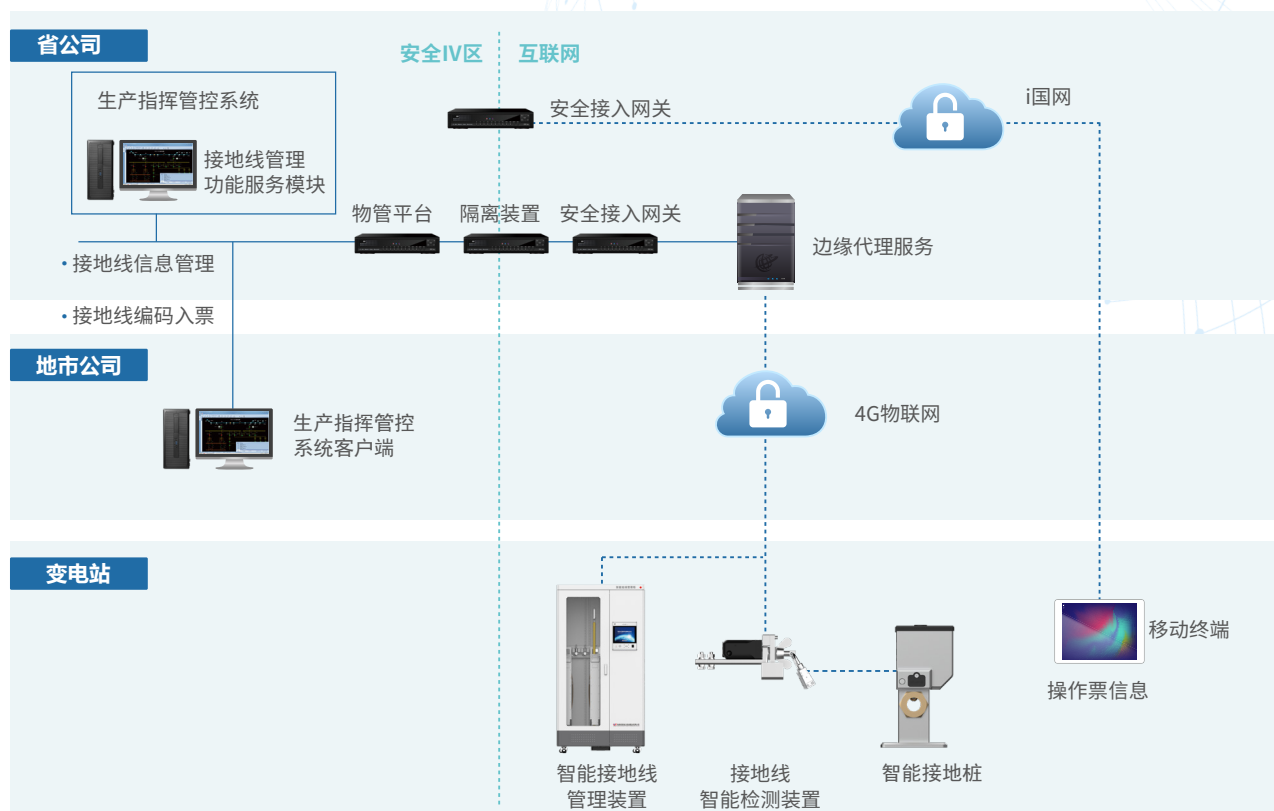 省公司
安全IV区
互联网
生产指挥管控系统
接地线管理
功能服务模块
安全接入网关
i国网
物管平台
隔离装置
安全接入网关
边缘代理服务
·接地线信息管理
·接地线编码入票
地市公司
生产指挥管控
系统客户端
4G物联网
变电站
移动终端
操作票信息
智能接地线
管理装置
接地线
智能检测装置
智能接地桩